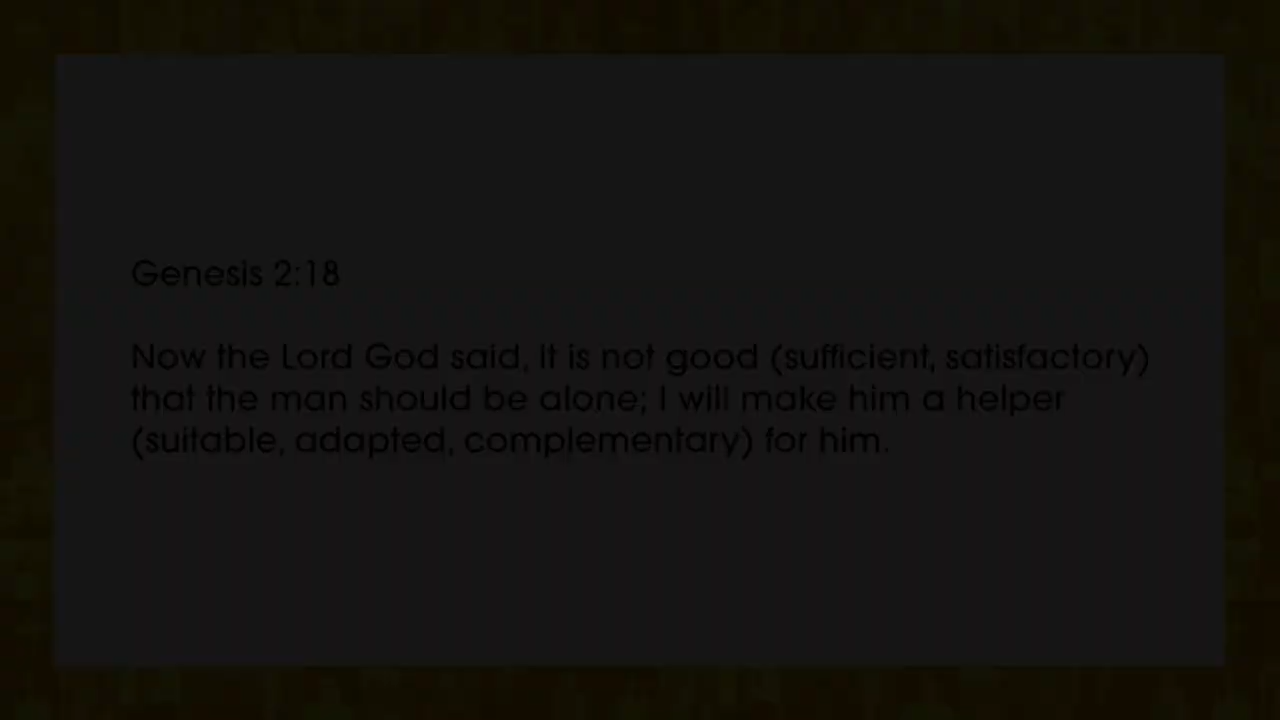 Genesis 2:18
Now the Lord God said, It is not good (sufficient, satisfactory)
that the man should be alone; I will make him a helper
(suitable, adapted, complementary) for him.